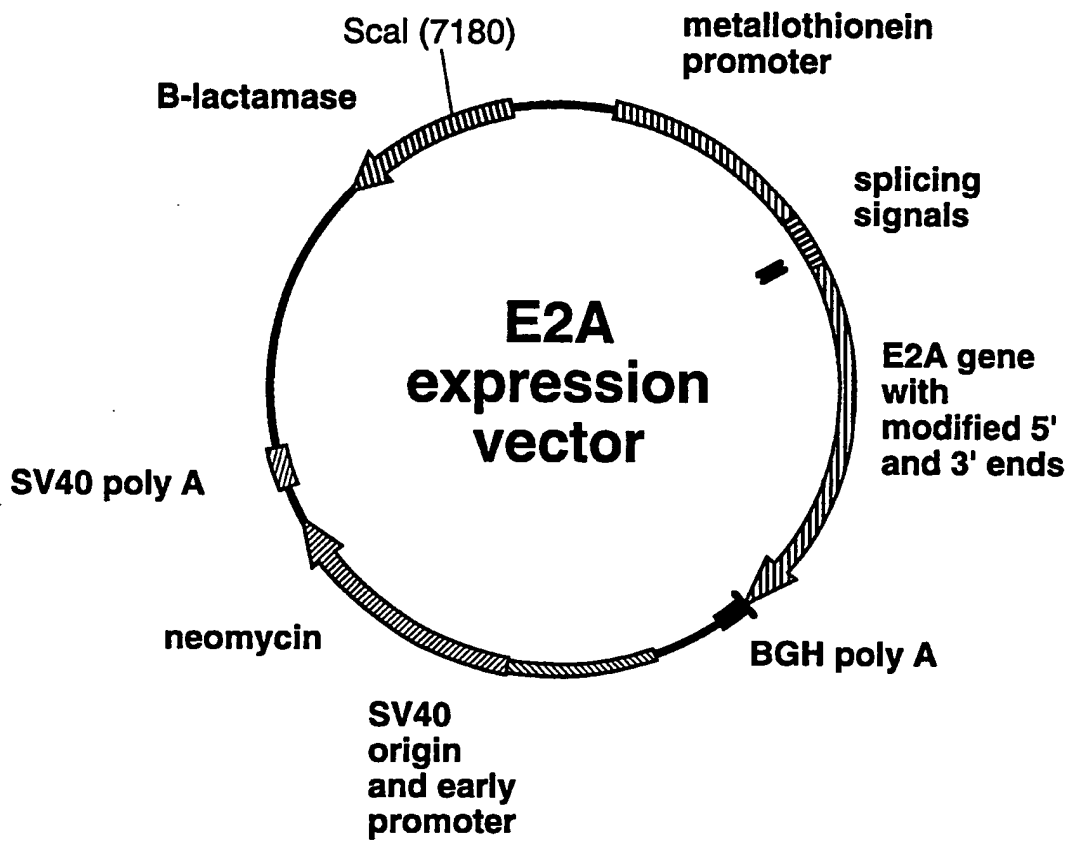 ScaI (7180)
metallothionein
promoter
B-lactamase
splicing
signals
E2A
expression
vector
E2A gene
with
modified 5'
and 3' ends
SV40 poly A
neomycin
BGH poly A
SV40
origin
and early
promoter